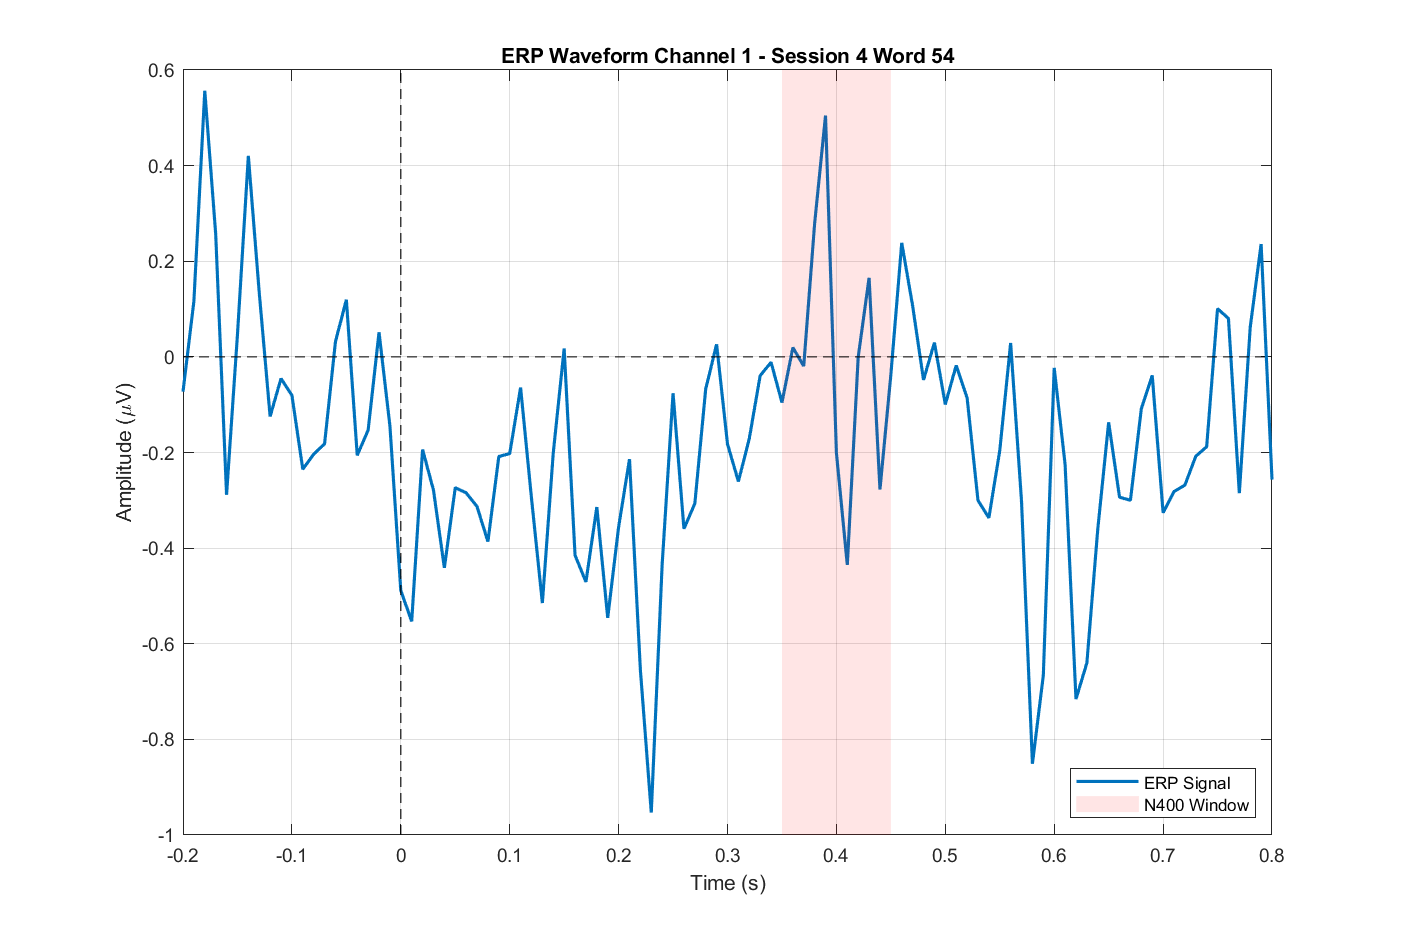 ERP Waveform Channel 1 - Session 4 Word 54
0.6
0.4
0.2
0
-0.2
-0.4
-0.6
-0.8
-1
Amplitude (μV)
ERP Signal
N400 Window
-0.2 -0.1 0 0.1 0.2 0.3 0.4 0.5 0.6 0.7 0.8
Time (s)